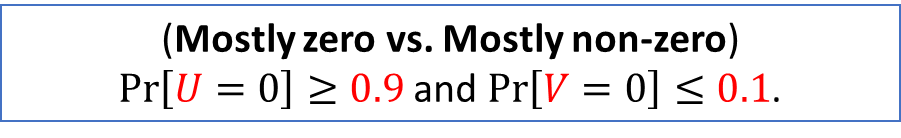 (Mostly zero vs. Mostly non-zero)
Pr[U = 0] ≥ 0.9 and Pr[V = 0] ≤ 0.1.